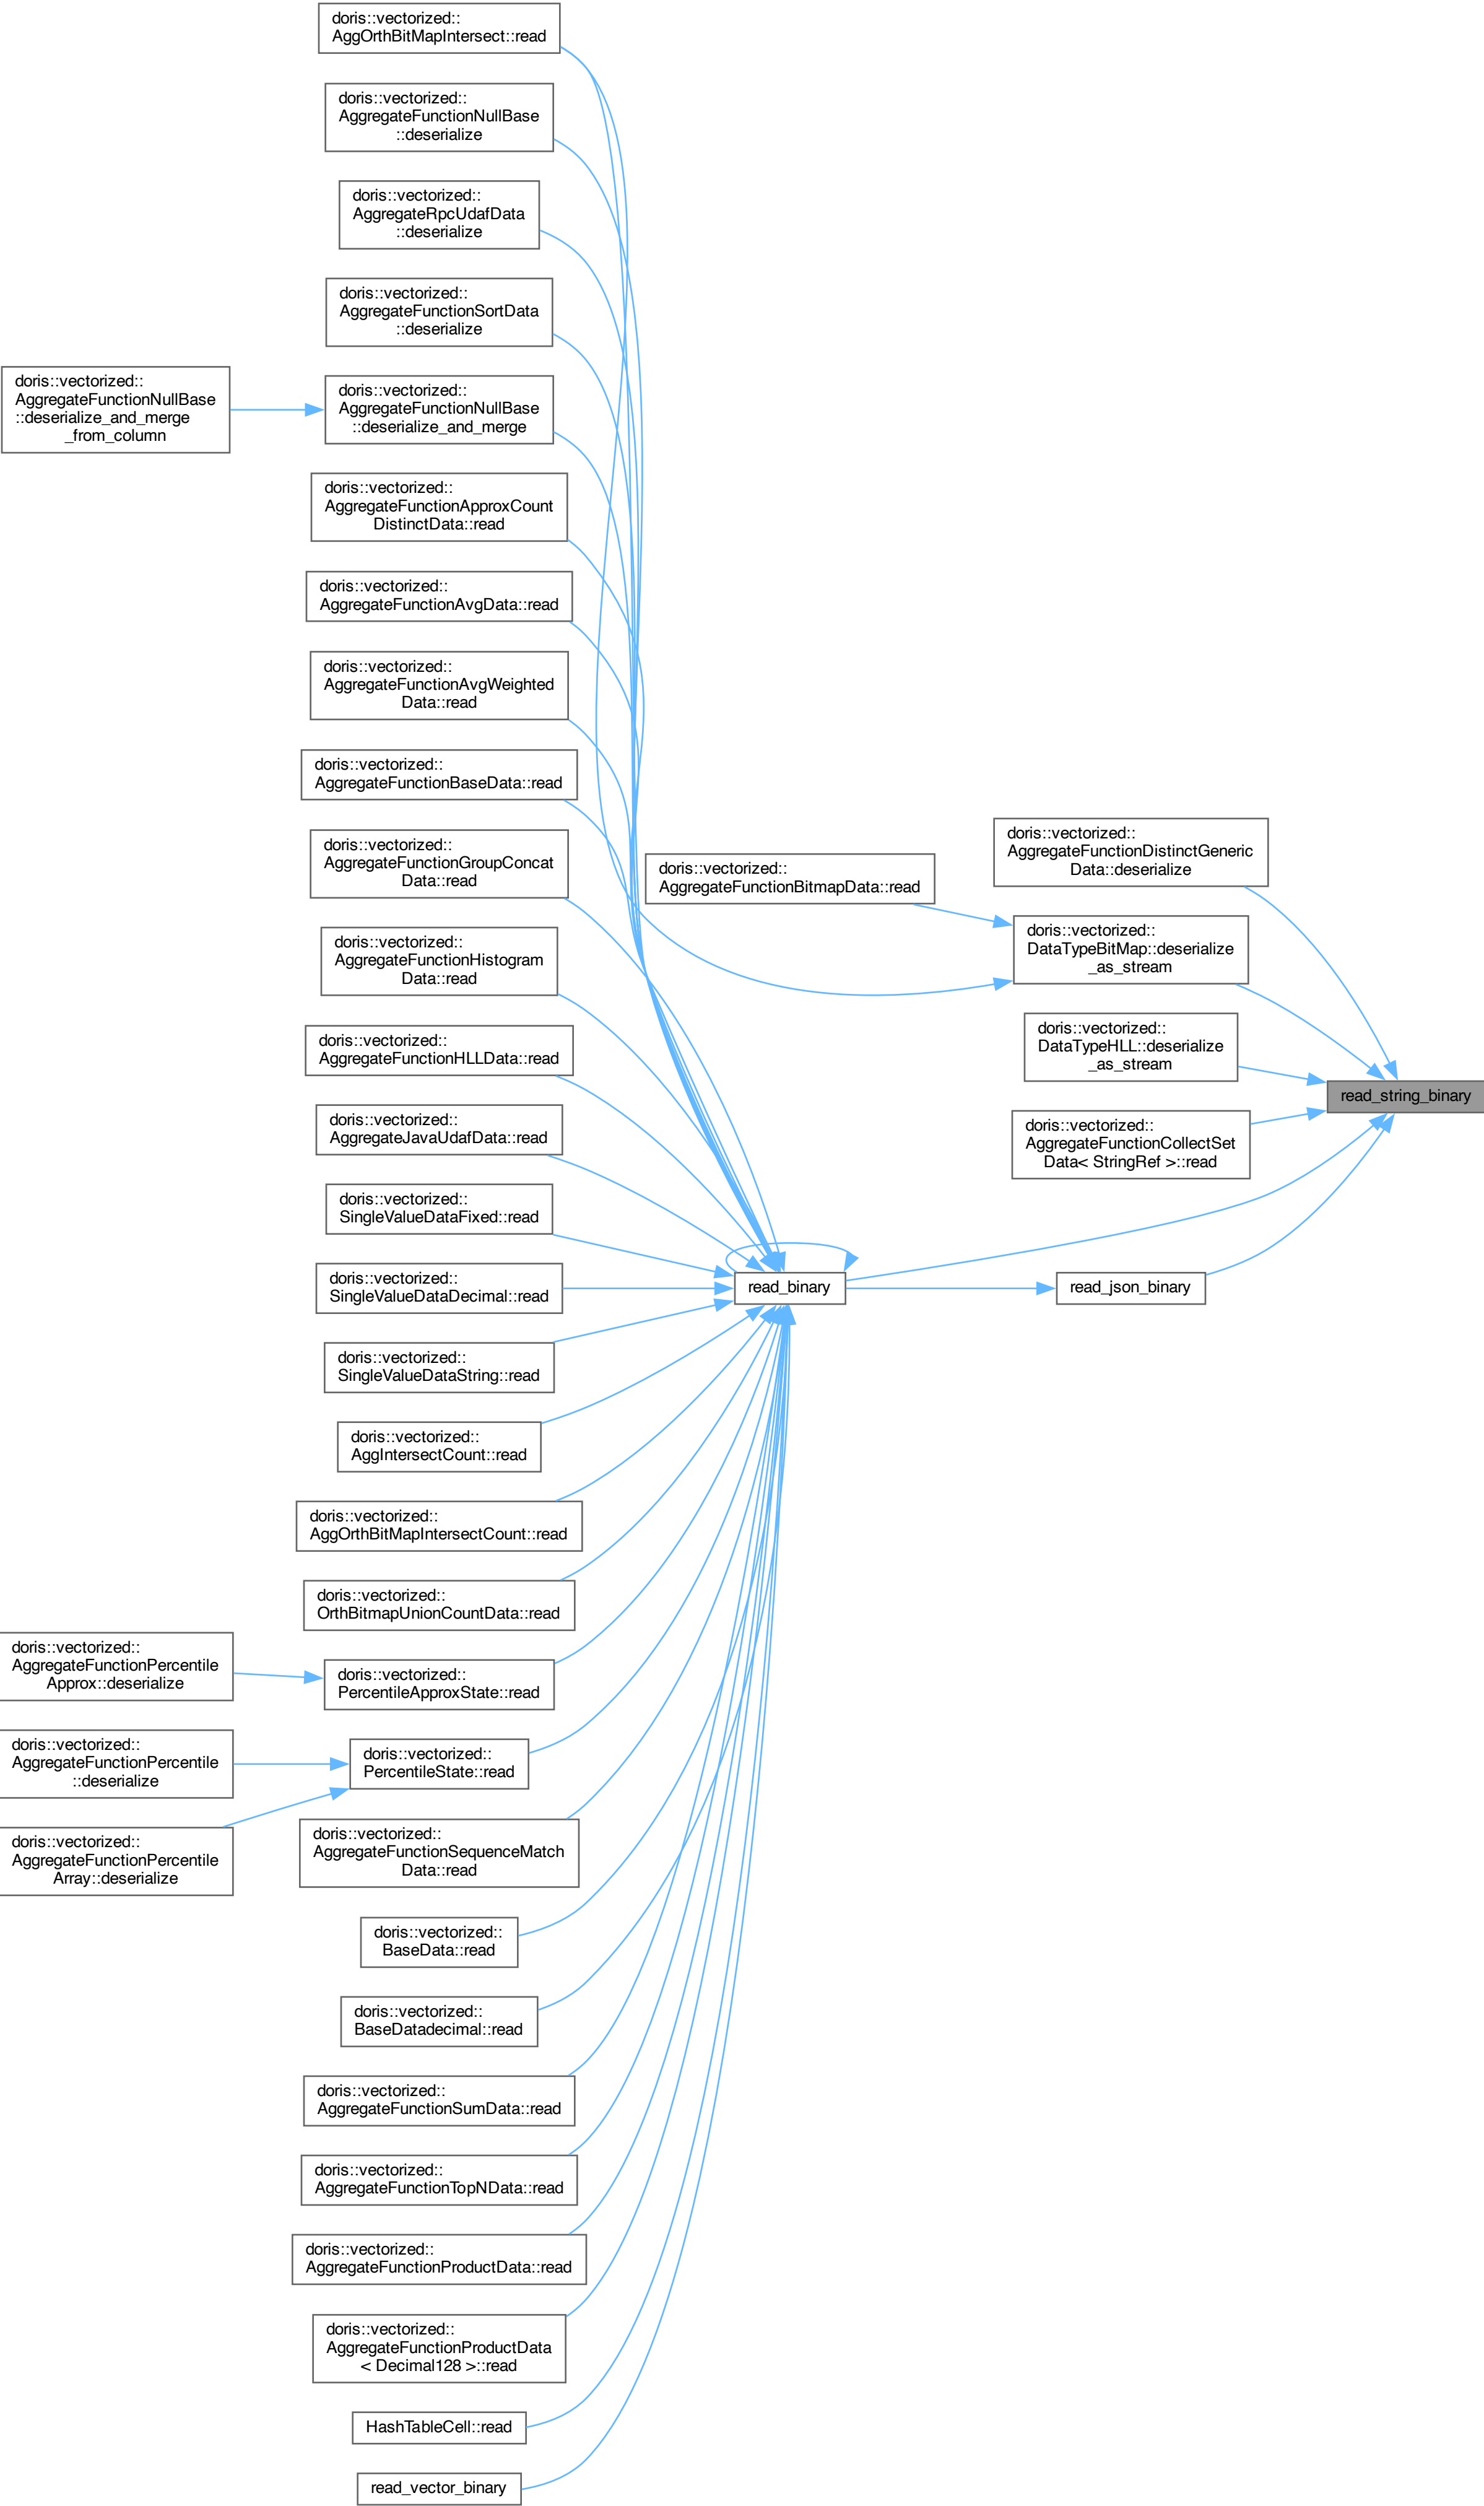 doris::vectorized::
AggOrthBitMapIntersect::read
doris::vectorized::
AggregateFunctionNullBase
::deserialize
doris::vectorized::
AggregateRpcUdafData
::deserialize
doris::vectorized::
AggregateFunctionSortData
::deserialize
doris::vectorized::
AggregateFunctionNullBase
::deserialize_and_merge
_from_column
doris::vectorized::
AggregateFunctionNullBase
::deserialize_and_merge
doris::vectorized::
AggregateFunctionApproxCount
DistinctData::read
doris::vectorized::
AggregateFunctionAvgData::read
doris::vectorized::
AggregateFunctionAvgWeighted
Data::read
doris::vectorized::
AggregateFunctionBaseData::read
doris::vectorized::
AggregateFunctionGroupConcat
Data::read
doris::vectorized::
AggregateFunctionBitmapData::read
doris::vectorized::
AggregateFunctionDistinctGeneric
Data::deserialize
doris::vectorized::
DataTypeBitMap::deserialize
_as_stream
doris::vectorized::
AggregateFunctionHistogram
Data::read
doris::vectorized::
AggregateFunctionHLLData::read
doris::vectorized::
DataTypeHLL::deserialize
_as_stream
read_string_binary
doris::vectorized::
AggregateJavaUdafData::read
doris::vectorized::
AggregateFunctionCollectSet
Data< StringRef >::read
doris::vectorized::
SingleValueDataFixed::read
doris::vectorized::
SingleValueDataDecimal::read
read_binary
read_json_binary
doris::vectorized::
SingleValueDataString::read
doris::vectorized::
AggIntersectCount::read
doris::vectorized::
AggOrthBitMapIntersectCount::read
doris::vectorized::
OrthBitmapUnionCountData::read
doris::vectorized::
AggregateFunctionPercentile
Approx::deserialize
doris::vectorized::
PercentileApproxState::read
doris::vectorized::
AggregateFunctionPercentile
::deserialize
doris::vectorized::
PercentileState::read
doris::vectorized::
AggregateFunctionPercentile
Array::deserialize
doris::vectorized::
AggregateFunctionSequenceMatch
Data::read
doris::vectorized::
BaseData::read
doris::vectorized::
BaseDatadecimal::read
doris::vectorized::
AggregateFunctionSumData::read
doris::vectorized::
AggregateFunctionTopNData::read
doris::vectorized::
AggregateFunctionProductData::read
doris::vectorized::
AggregateFunctionProductData
< Decimal128 >::read
HashTableCell::read
read_vector_binary